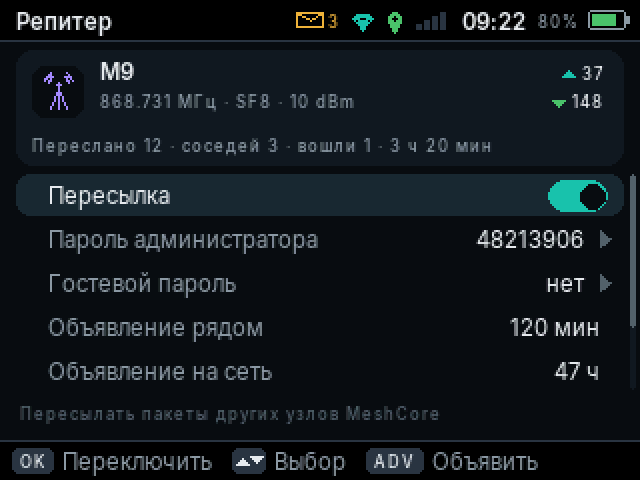 Репитер 3 09:22 80%
M9 37
868.731 МГц · SF8 · 10 dBm 148
Переслано 12 · соседей 3 · вошли 1 · 3 ч 20 мин
Пересылка
Пароль администратора 48213906
Гостевой пароль нет
Объявление рядом 120 мин
Объявление на сеть 47 ч
Пересылать пакеты других узлов MeshCore
OK Переключить Выбор ADV Объявить